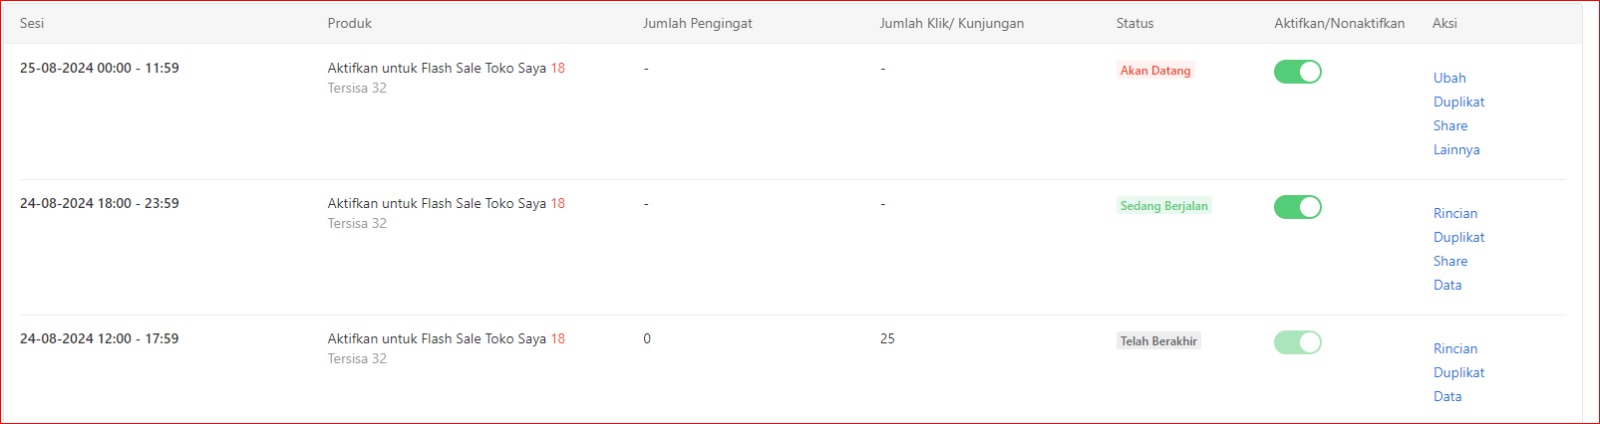 Sesi Produk Jumlah Pengingat Jumlah Klik/ Kunjungan Status Aktifkan/Nonaktifkan Aksi
25-08-2024 00:00 - 11:59 Aktifkan untuk Flash Sale Toko Saya 18 - - Akan Datang
Tersisa 32
Ubah
Duplikat
Share
Lainnya
24-08-2024 18:00 - 23:59 Aktifkan untuk Flash Sale Toko Saya 18 - - Sedang Berjalan
Tersisa 32
Rincian
Duplikat
Share
Data
24-08-2024 12:00 - 17:59 Aktifkan untuk Flash Sale Toko Saya 18 0 25 Telah Berakhir
Tersisa 32
Rincian
Duplikat
Data